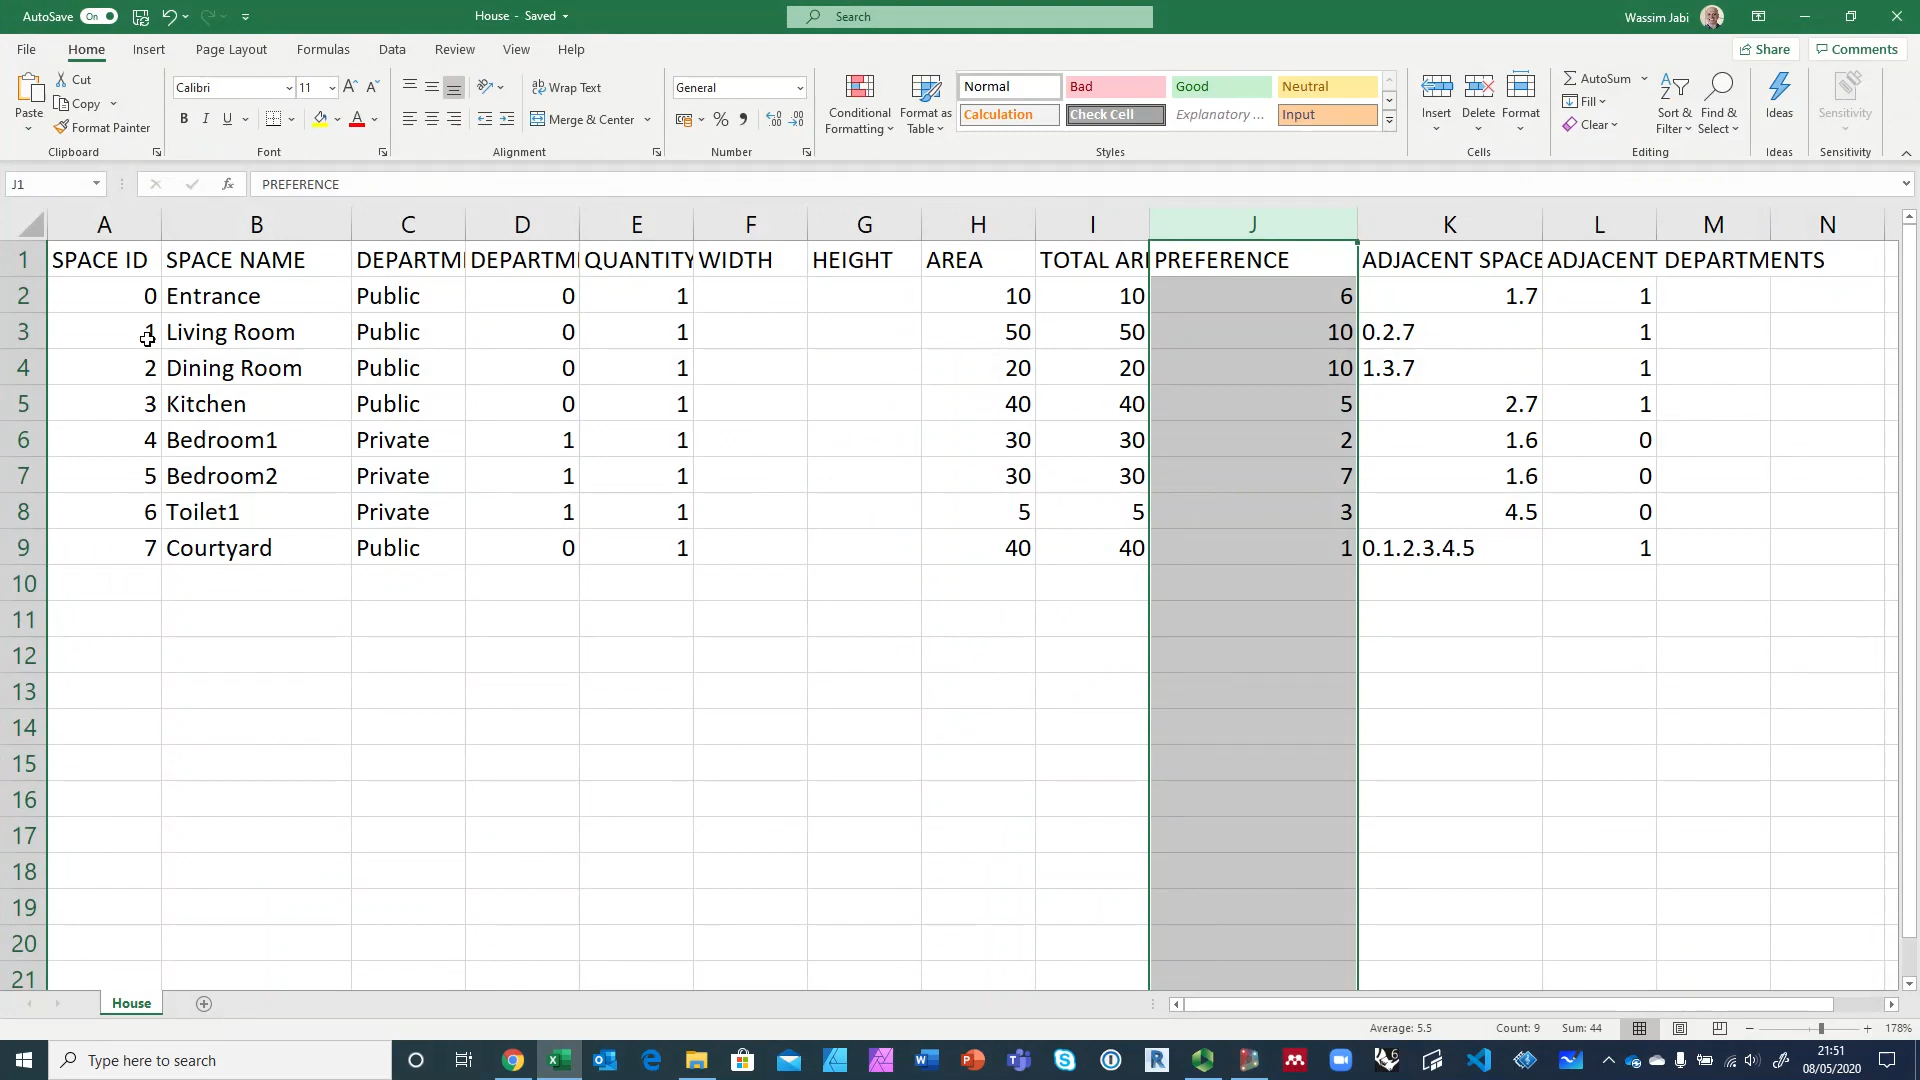 AutoSave On House - Saved Search Wassim Jabi
File Home Insert Page Layout Formulas Data Review View Help Share Comments
Cut Calibri 11 Wrap Text General Normal Bad Good Neutral AutoSum
Copy Fill
Paste Format Painter Merge & Center Conditional Formatting Format as Table Calculation Check Cell Explanatory ... Input Insert Delete Format Clear Sort & Filter Find & Select Ideas Sensitivity
Clipboard Font Alignment Number Styles Cells Editing Ideas Sensitivity
J1 fx PREFERENCE
A B C D E F G H I J K L M N
1 SPACE ID SPACE NAME DEPARTM DEPARTM QUANTITY WIDTH HEIGHT AREA TOTAL ARE PREFERENCE ADJACENT SPACE ADJACENT DEPARTMENTS
2 0 Entrance Public 0 1 10 10 6 1.7 1
3 1 Living Room Public 0 1 50 50 10 0.2.7 1
4 2 Dining Room Public 0 1 20 20 10 1.3.7 1
5 3 Kitchen Public 0 1 40 40 5 2.7 1
6 4 Bedroom1 Private 1 1 30 30 2 1.6 0
7 5 Bedroom2 Private 1 1 30 30 7 1.6 0
8 6 Toilet1 Private 1 1 5 5 3 4.5 0
9 7 Courtyard Public 0 1 40 40 1 0.1.2.3.4.5 1
10
11
12
13
14
15
16
17
18
19
20
21
House
Average: 5.5 Count: 9 Sum: 44 178%
Type here to search 21:51
08/05/2020